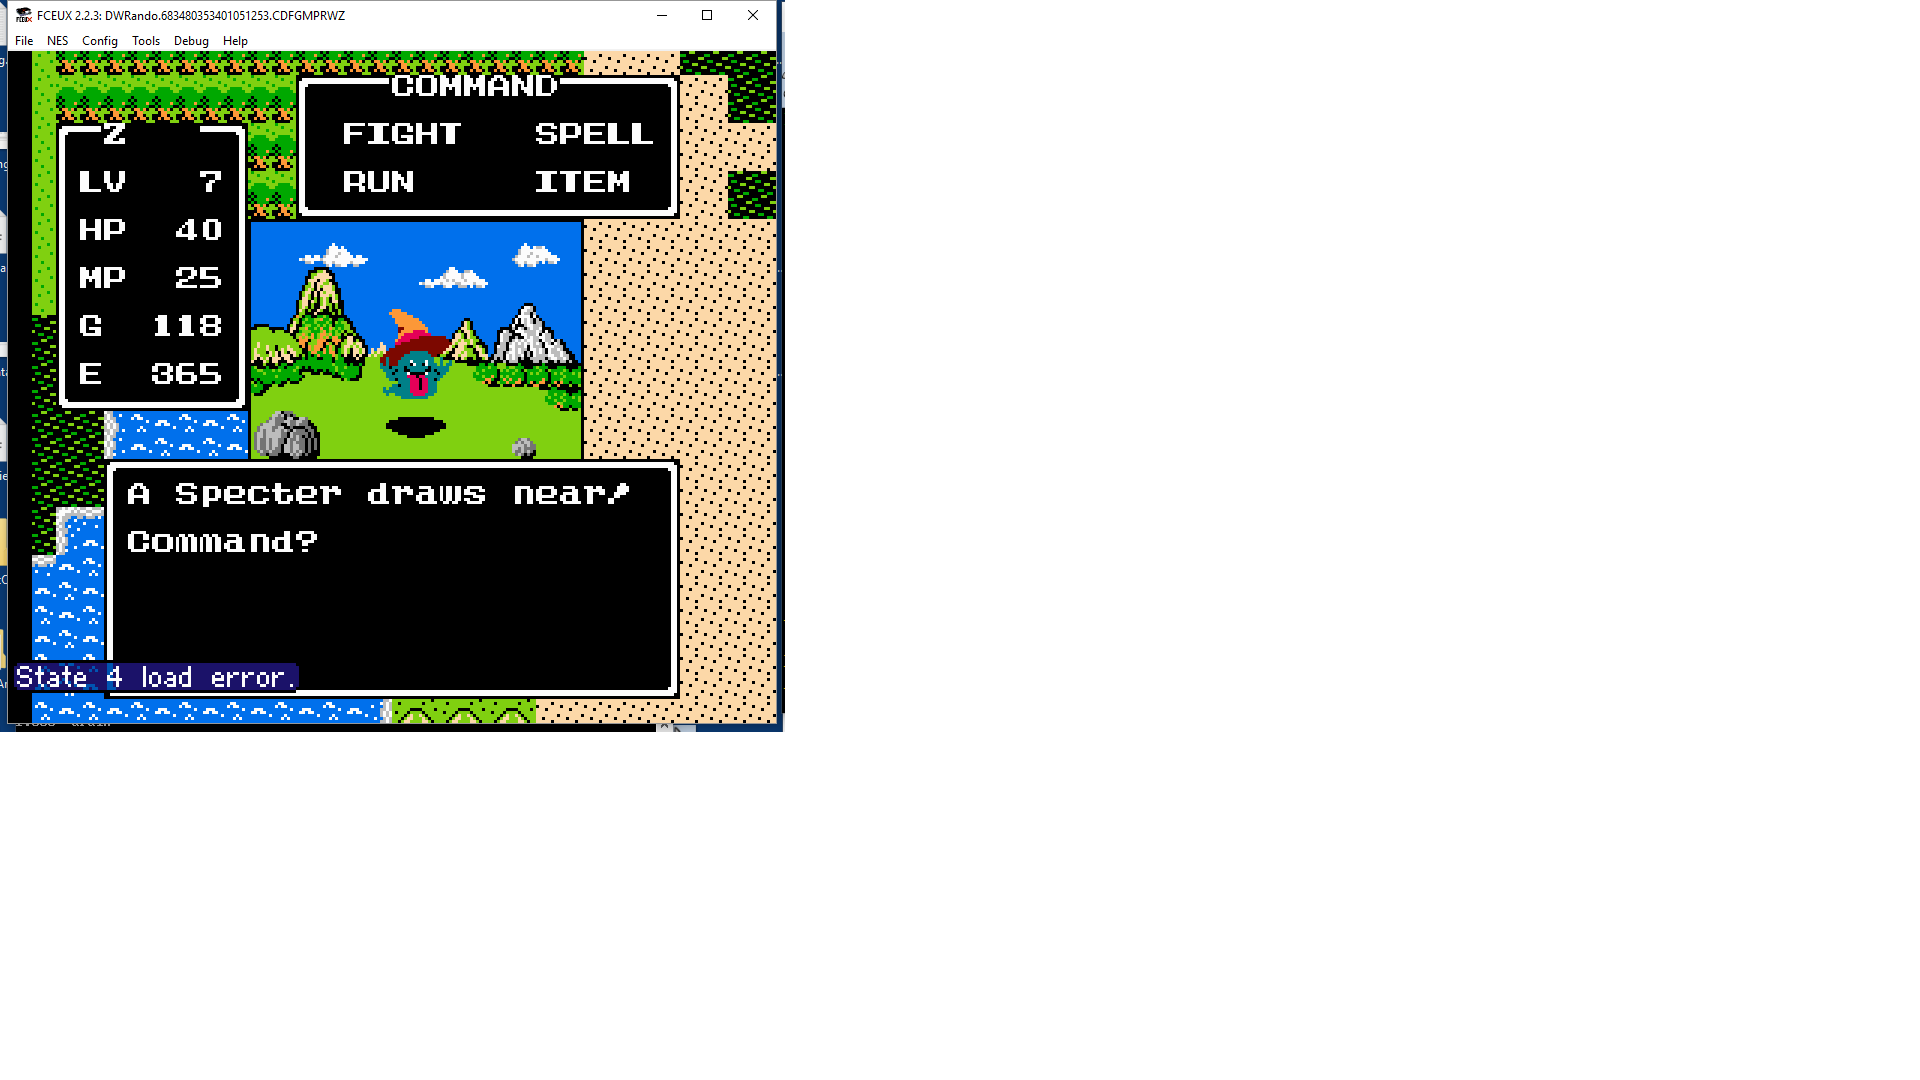 FCEUX 2.2.3: DWRando.683480353401051253.CDFGMPRWZ
File NES Config Tools Debug Help
COMMAND
FIGHT SPELL
RUN ITEM
Z
LV 7
HP 40
MP 25
G 118
E 365
A Specter draws near!
Command?
State 4 load error.